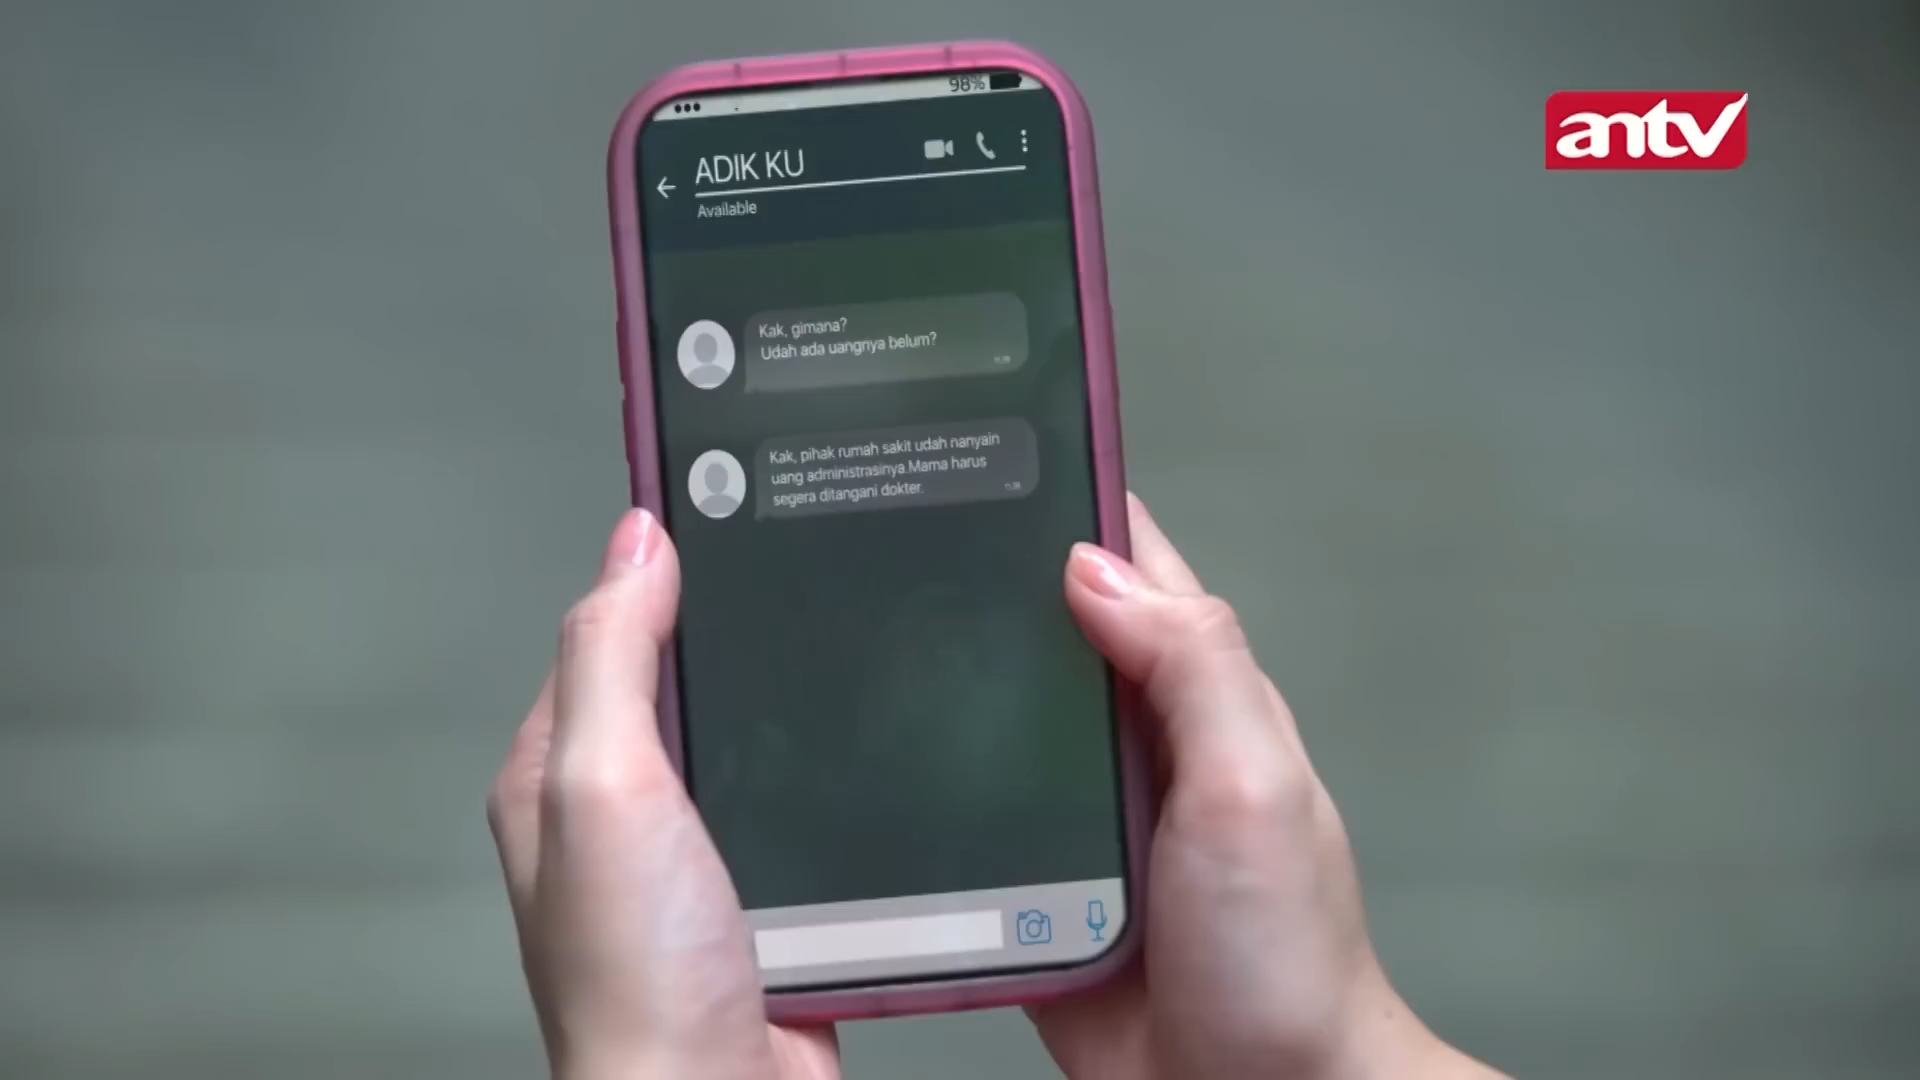 98%
antv
ADIK KU
Available
Kak, gimana?
Udah ada uangnya belum?
Kak, pihak rumah sakit udah nanyain
uang administrasinya.Mama harus
segera ditangani dokter.